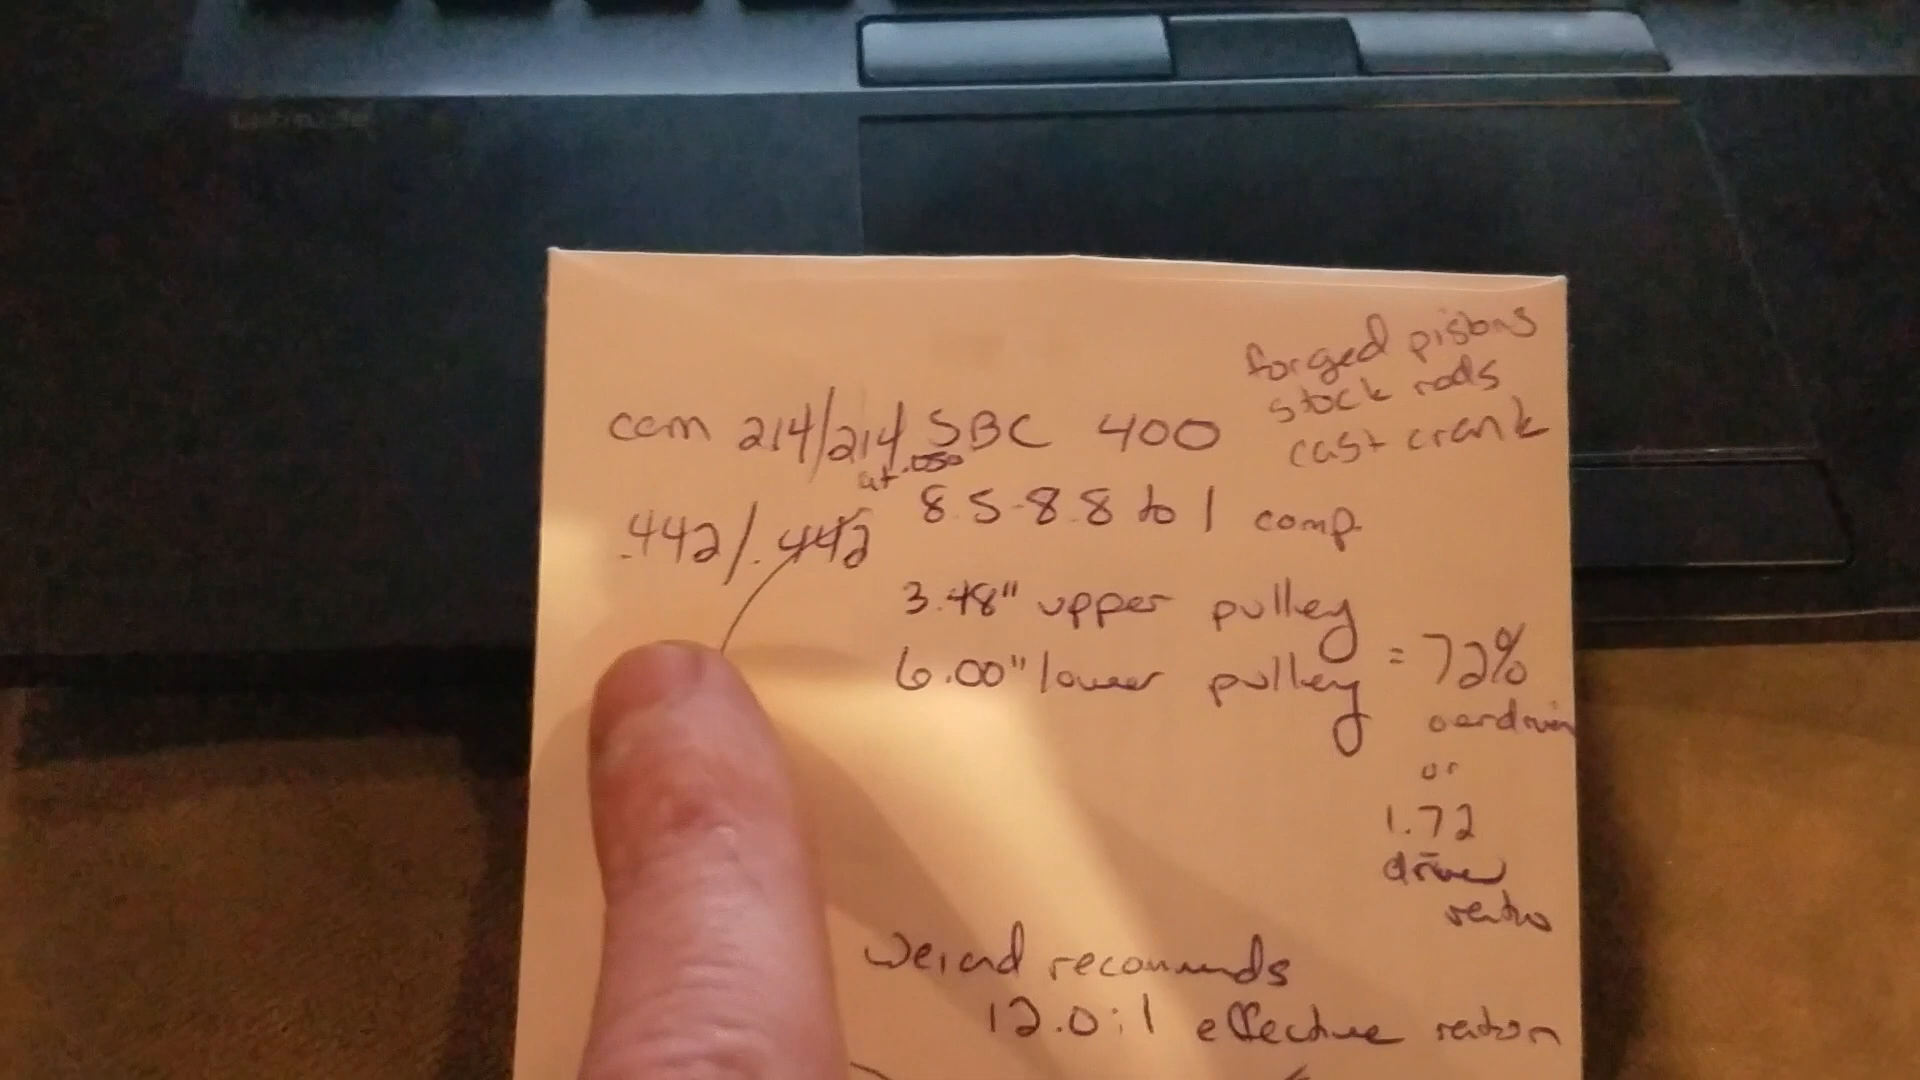 forged pistons
stock rods
cast crank
cam 214/214 SBC 400
at .050
8.5-8.8 to 1 comp.
.442/.442
3.48" upper pulley
6.00" lower pulley = 72%
or
1.72
drive
ratio
Weiand recommends
12.0:1 effective